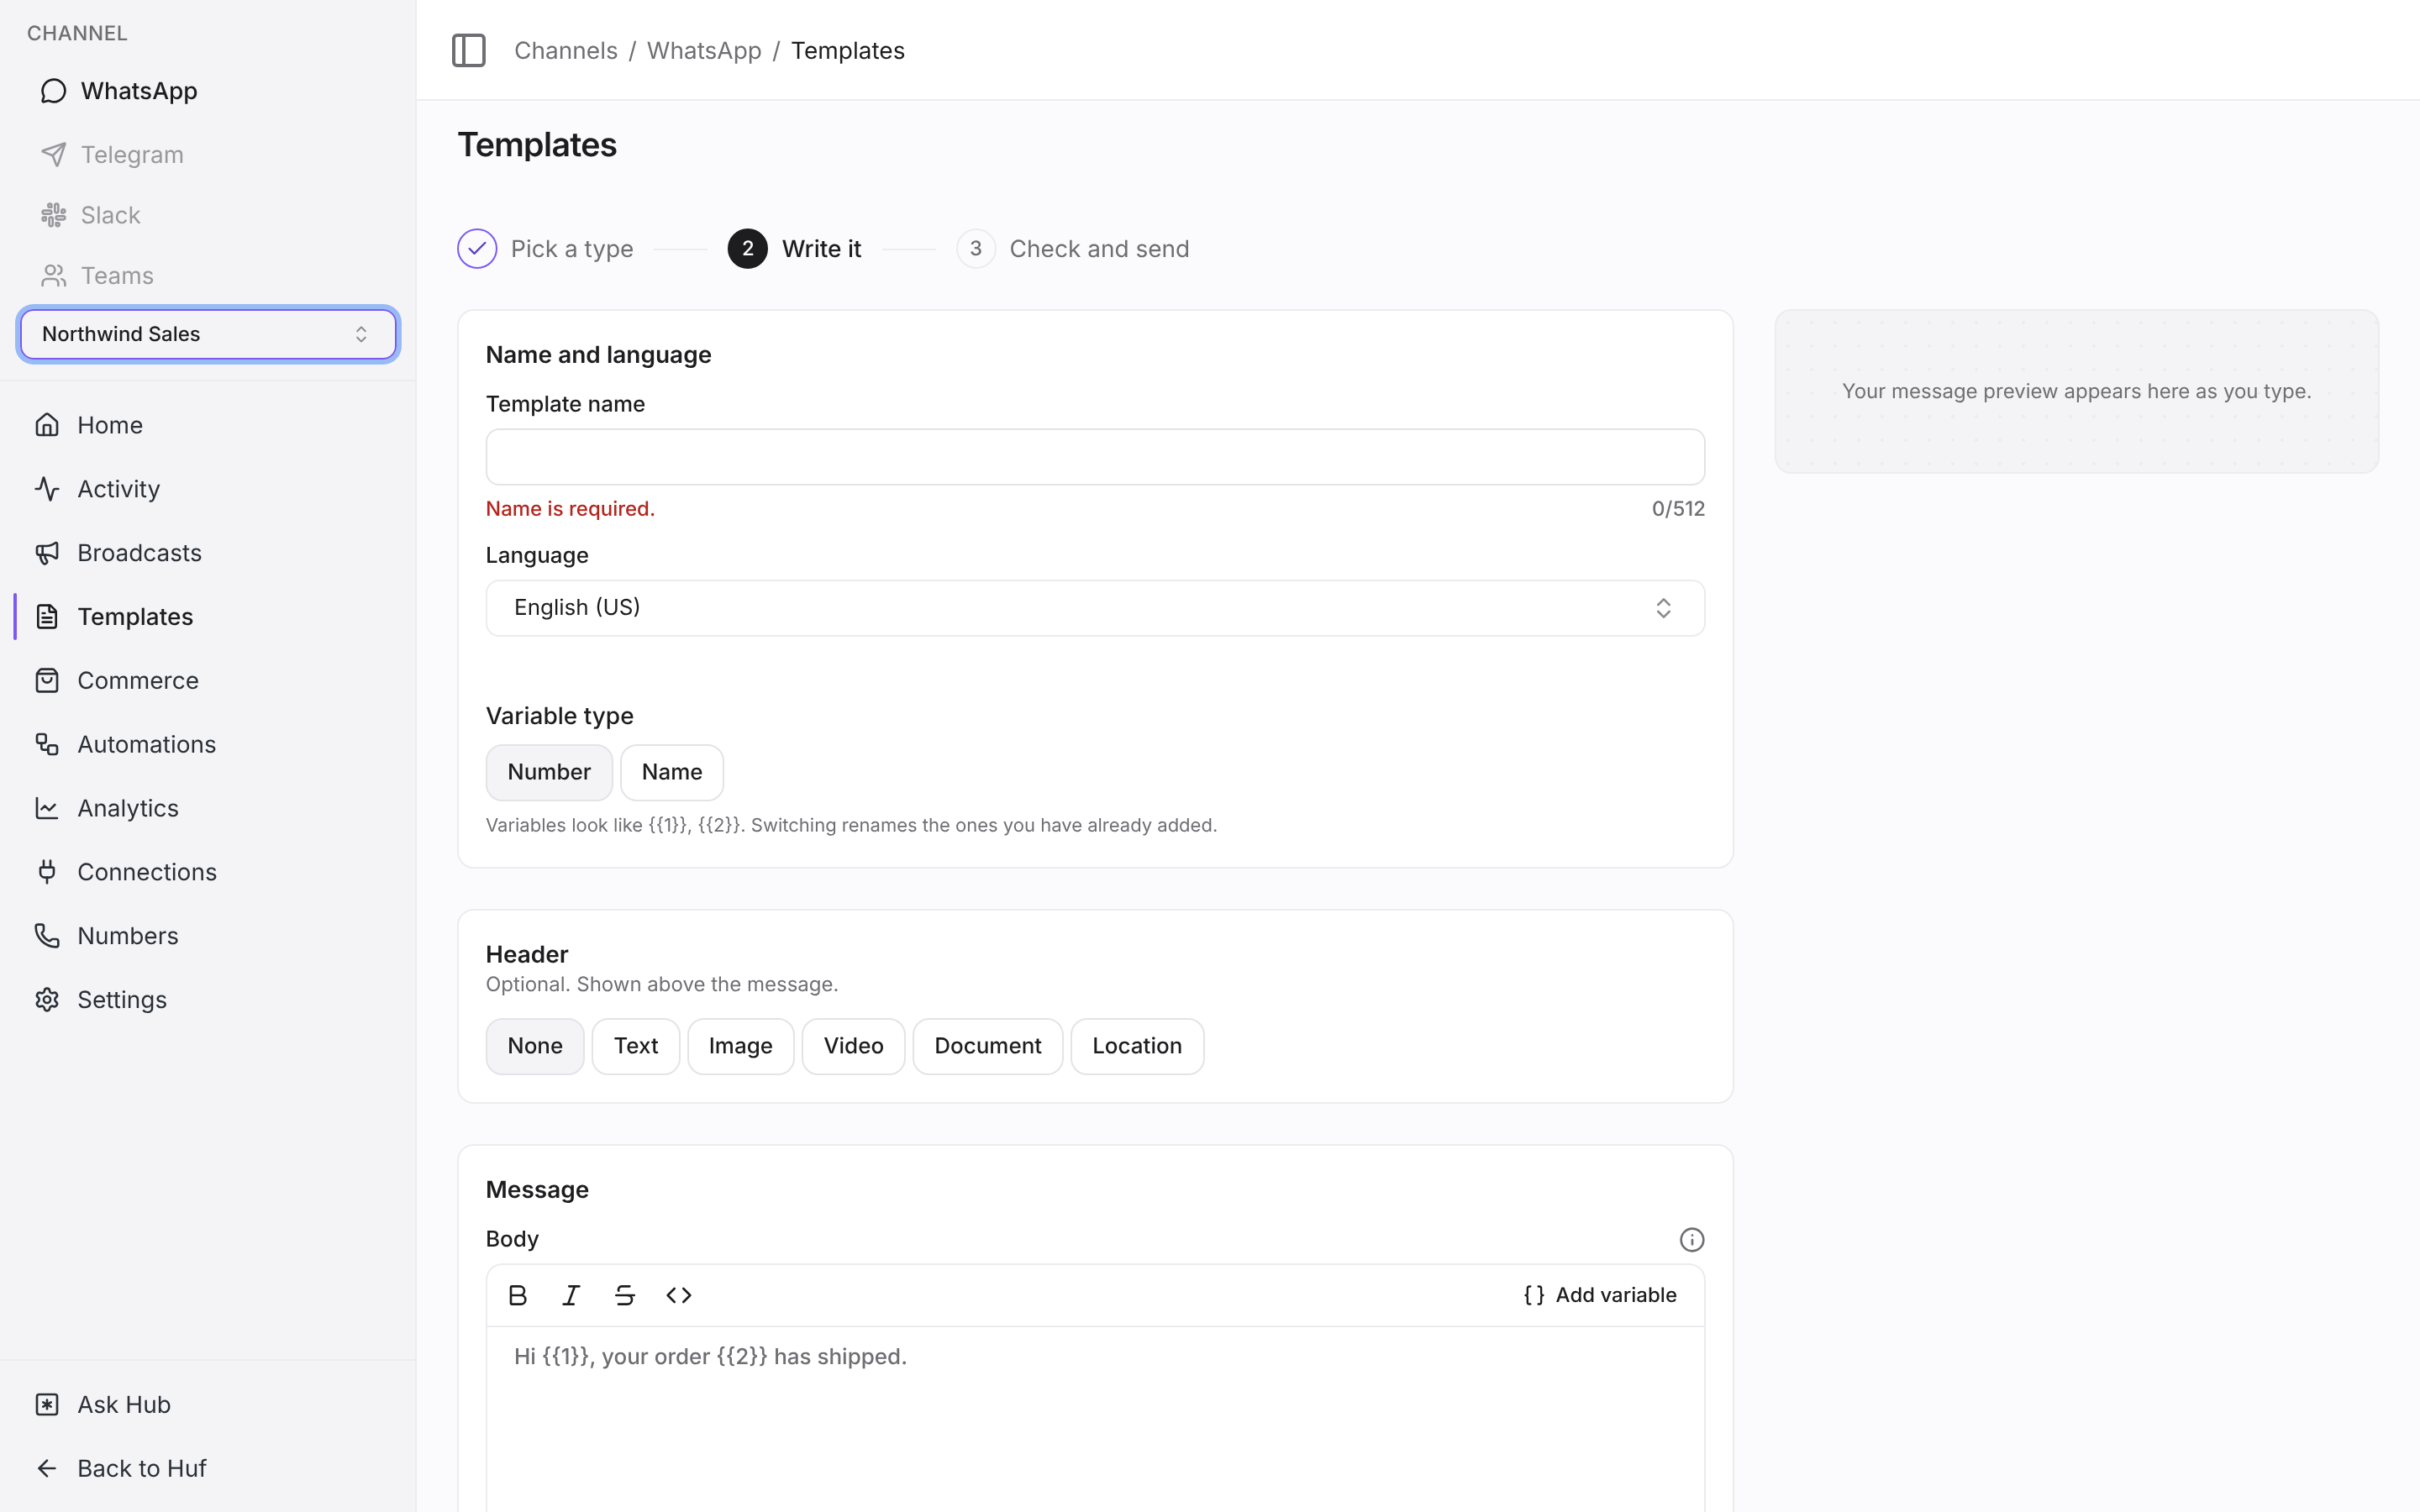 CHANNEL
WhatsApp
Telegram
Slack
Teams
Northwind Sales
Home
Activity
Broadcasts
Templates
Commerce
Automations
Analytics
Connections
Numbers
Settings
Ask Hub
Back to Huf
Channels / WhatsApp / Templates
Templates
Pick a type
2 Write it
3 Check and send
Name and language
Template name
Name is required. 0/512
Language
English (US)
Variable type
Number Name
Variables look like {{1}}, {{2}}. Switching renames the ones you have already added.
Header
Optional. Shown above the message.
None Text Image Video Document Location
Message
Body
B I S <> {} Add variable
Hi {{1}}, your order {{2}} has shipped.
Your message preview appears here as you type.